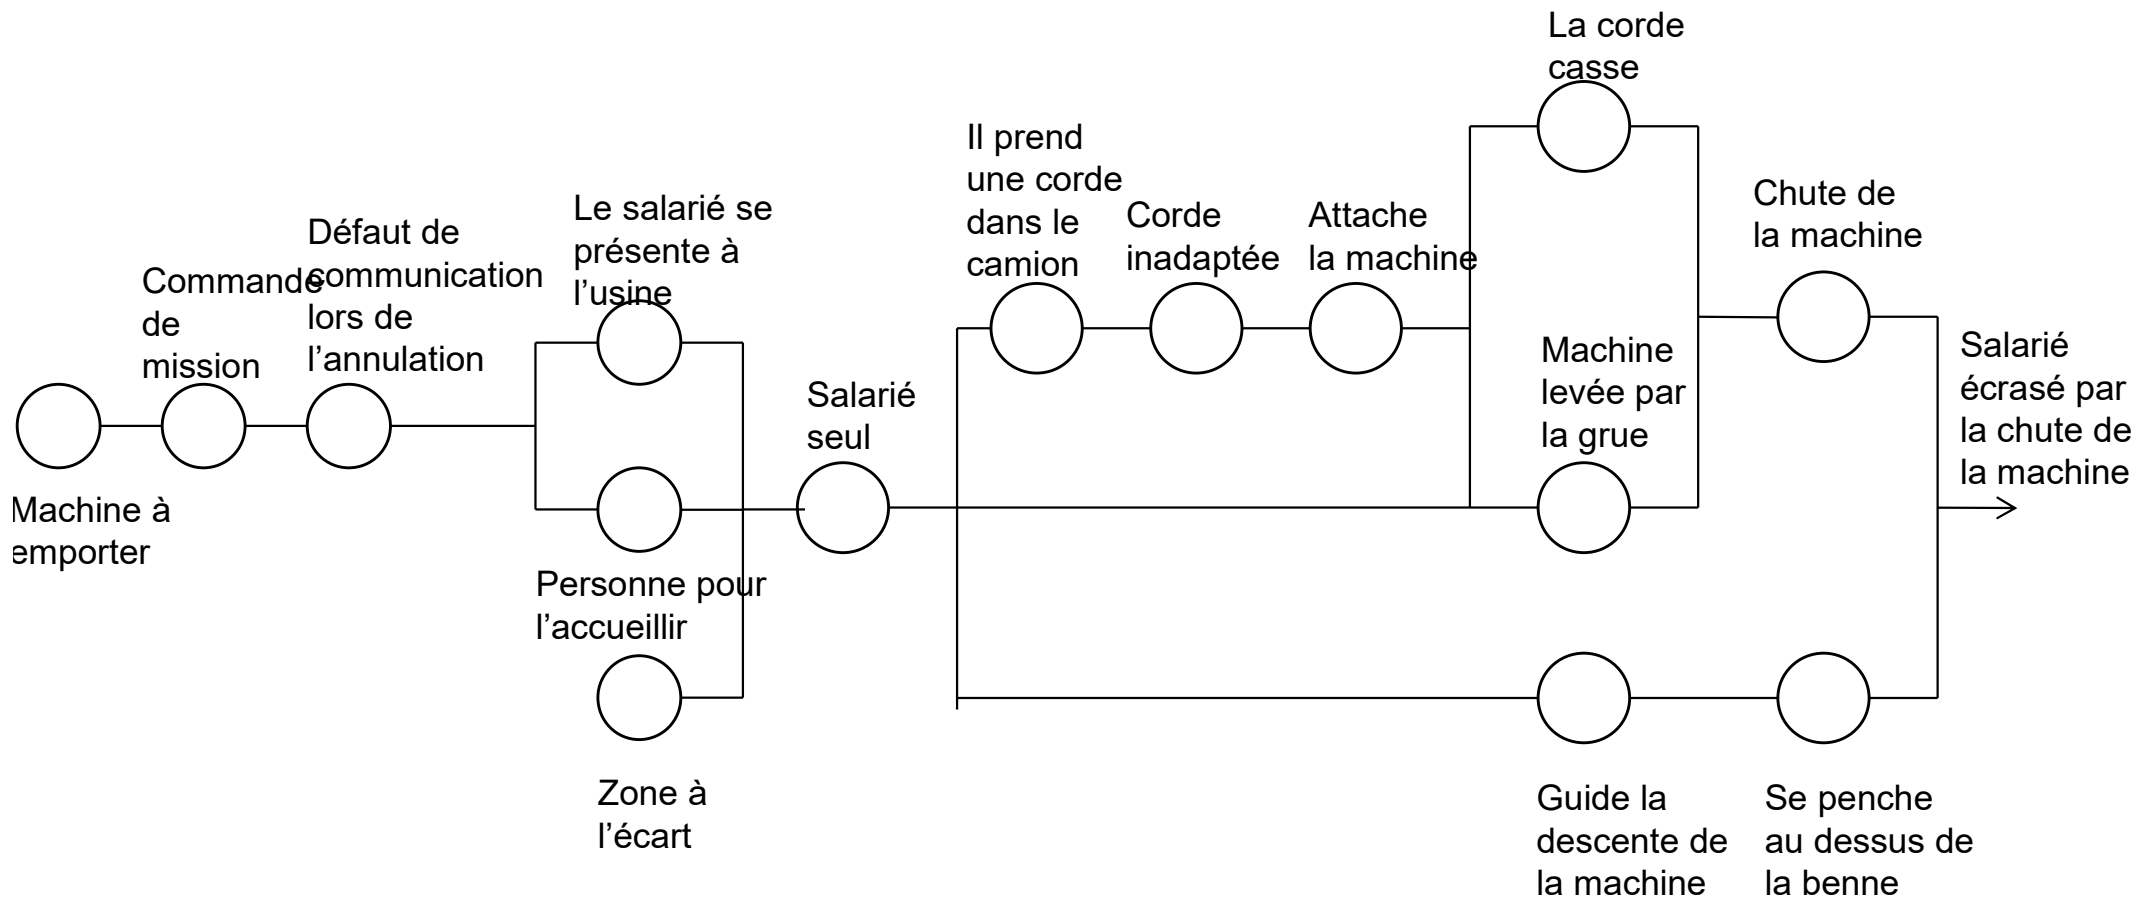 Machine à
emporter
Commande
de
mission
Défaut de
communication
lors de
l’annulation
Le salarié se
présente à
l’usine
Personne pour
l’accueillir
Zone à
l’écart
Salarié
seul
Il prend
une corde
dans le
camion
Corde
inadaptée
Attache
la machine
La corde
casse
Machine
levée par
la grue
Chute de
la machine
Guide la
descente de
la machine
Se penche
au dessus de
la benne
Salarié
écrasé par
la chute de
la machine